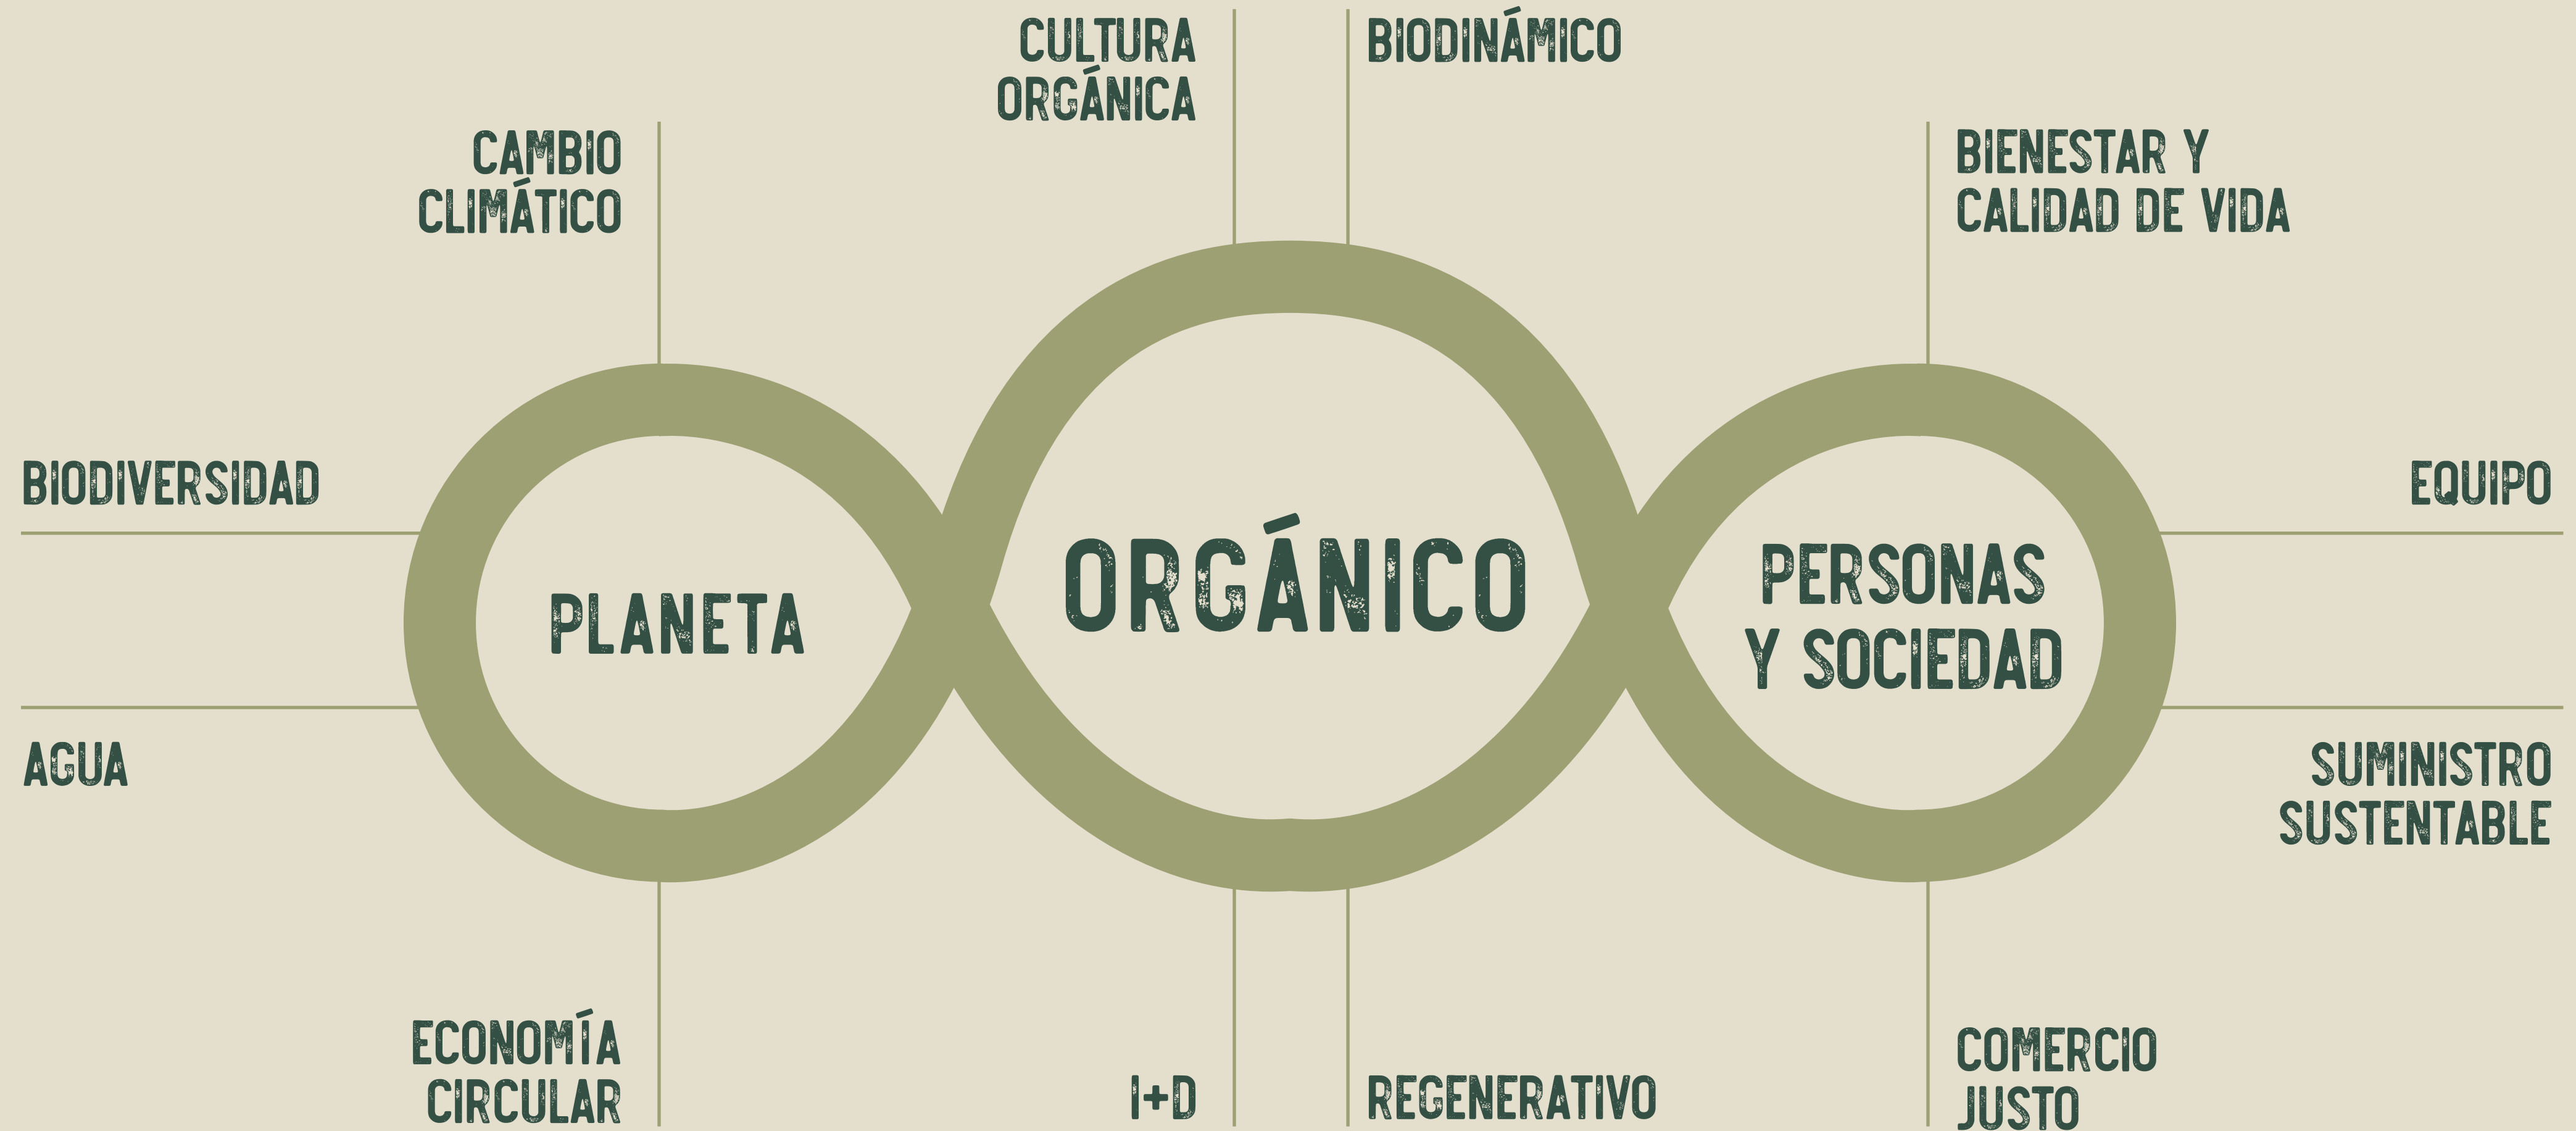 CULTURA
ORGÁNICA
BIODINÁMICO
CAMBIO
CLIMÁTICO
BIENESTAR Y
CALIDAD DE VIDA
BIODIVERSIDAD
EQUIPO
PLANETA
ORGÁNICO
PERSONAS
Y SOCIEDAD
AGUA
SUMINISTRO
SUSTENTABLE
ECONOMÍA
CIRCULAR
I+D
REGENERATIVO
COMERCIO
JUSTO